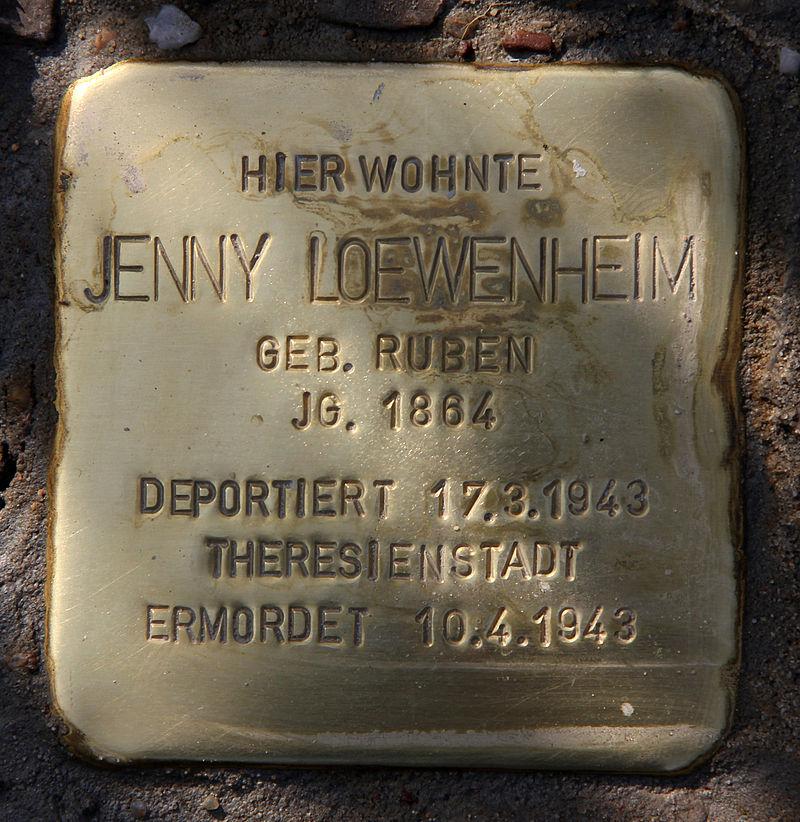 HIER WOHNTE
JENNY LOEWENHEIM
GEB. RUBEN
JG. 1864
DEPORTIERT 17.3.1943
THERESIENSTADT
ERMORDET 10.4.1943